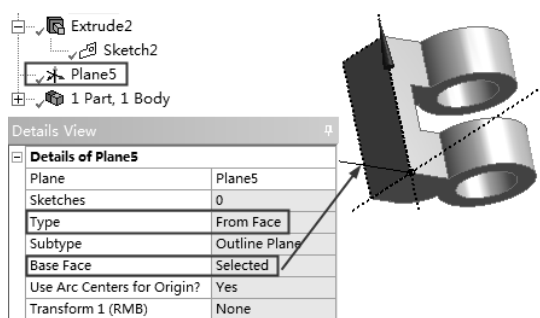 Extrude2
Sketch2
Plane5
1 Part, 1 Body
Details View
Details of Plane5
Plane Plane5
Sketches 0
Type From Face
Subtype Outline Plane
Base Face Selected
Use Arc Centers for Origin? Yes
Transform 1 (RMB) None